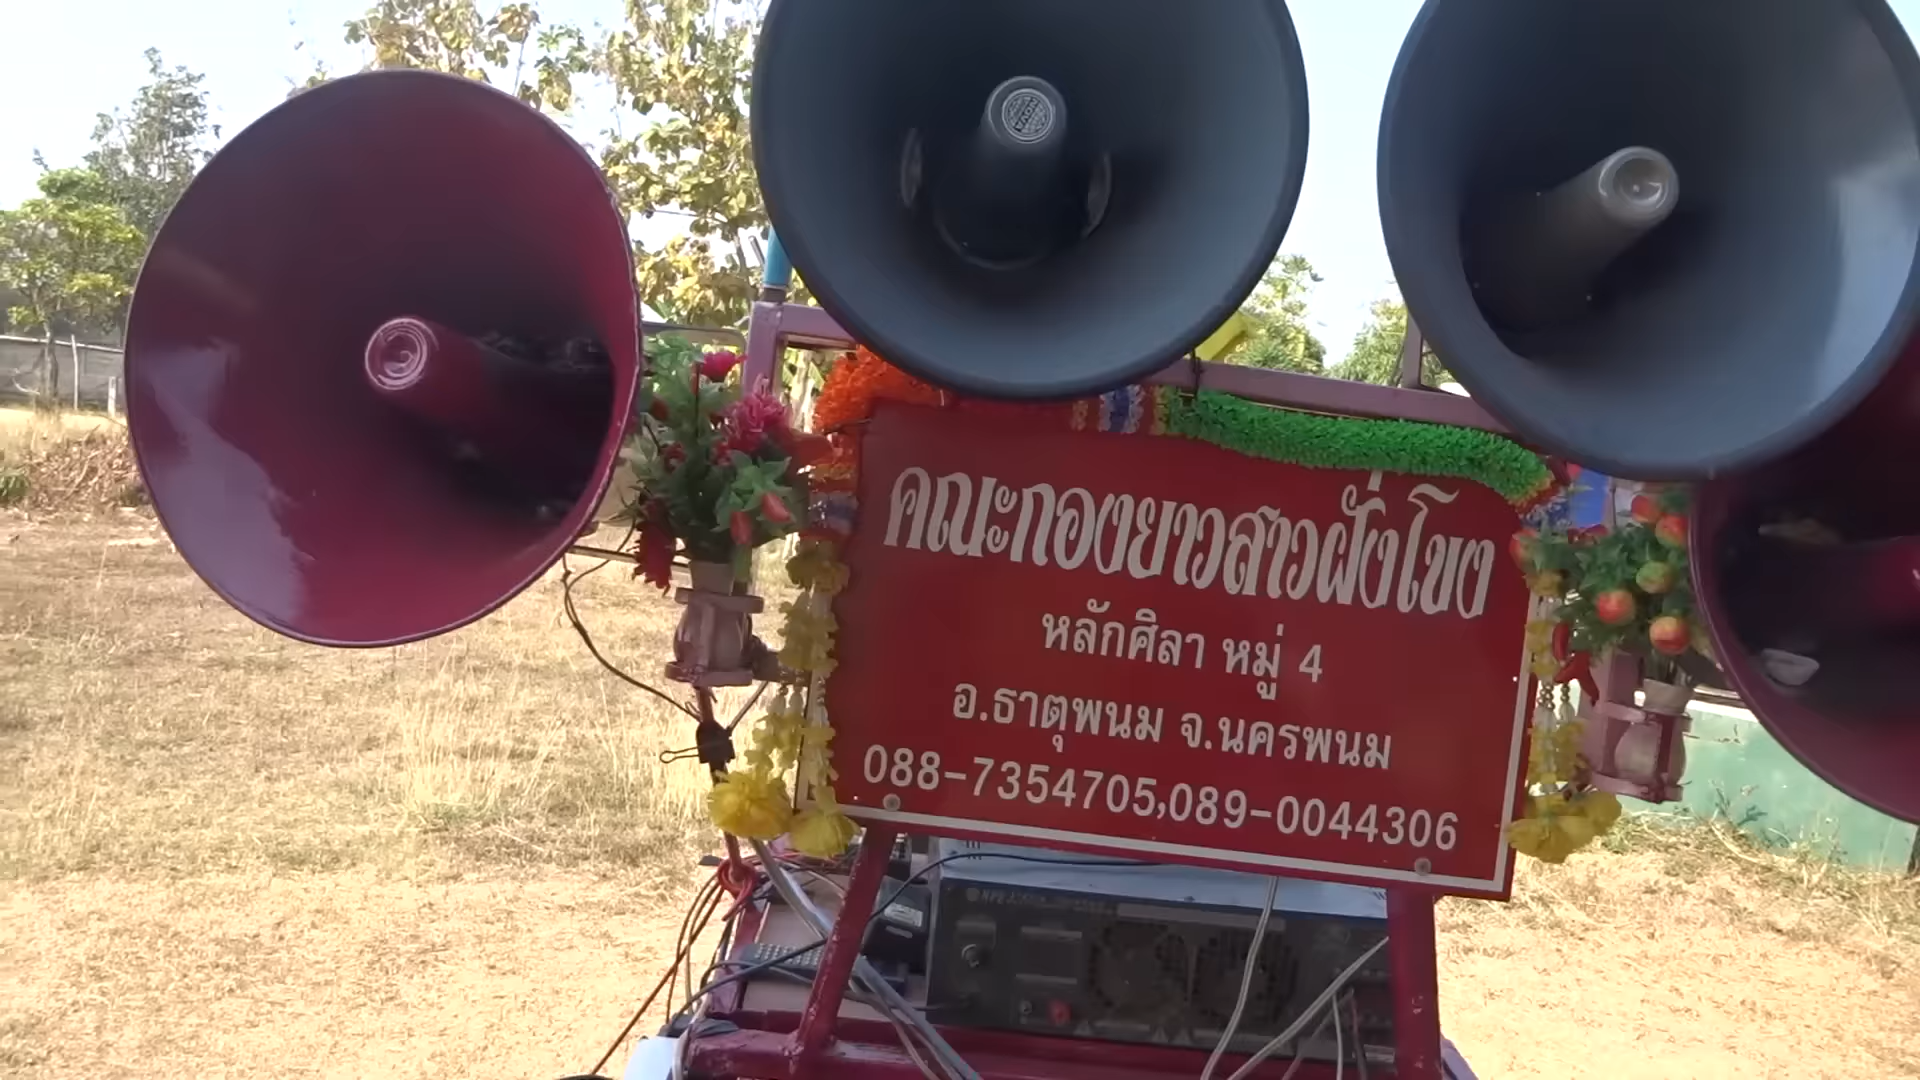 NOVA
คณะกองยาวสาวฝั่งโขง
หลักศิลา หมู่ 4
อ.ธาตุพนม จ.นครพนม
088-7354705,089-0044306